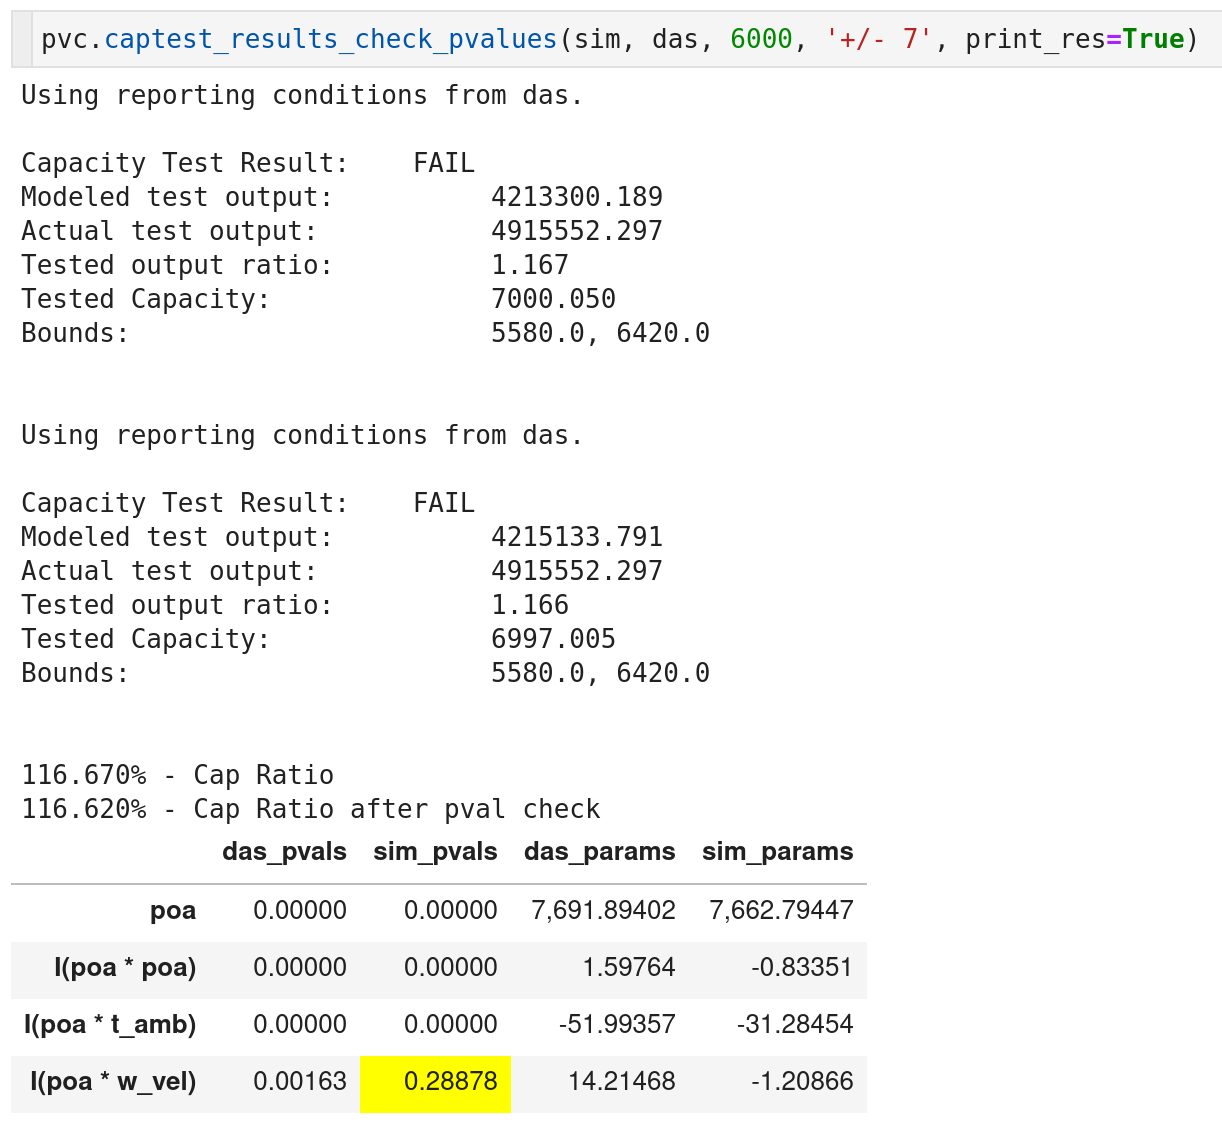 pvc.captest_results_check_pvalues(sim, das, 6000, '+/- 7', print_res=True)
Using reporting conditions from das.
Capacity Test Result:    FAIL
Modeled test output:          4213300.189
Actual test output:           4915552.297
Tested output ratio:          1.167
Tested Capacity:              7000.050
Bounds:                       5580.0, 6420.0
Using reporting conditions from das.
Capacity Test Result:    FAIL
Modeled test output:          4215133.791
Actual test output:           4915552.297
Tested output ratio:          1.166
Tested Capacity:              6997.005
Bounds:                       5580.0, 6420.0
116.670% - Cap Ratio
116.620% - Cap Ratio after pval check
das_pvals sim_pvals das_params sim_params
poa 0.00000 0.00000 7,691.89402 7,662.79447
I(poa * poa) 0.00000 0.00000 1.59764 -0.83351
I(poa * t_amb) 0.00000 0.00000 -51.99357 -31.28454
I(poa * w_vel) 0.00163 0.28878 14.21468 -1.20866